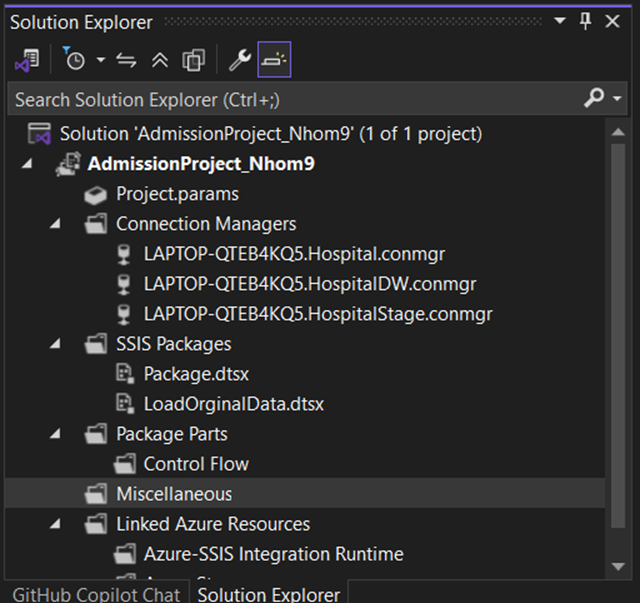 Solution Explorer
Search Solution Explorer (Ctrl+;)
Solution 'AdmissionProject_Nhom9' (1 of 1 project)
AdmissionProject_Nhom9
Project.params
Connection Managers
LAPTOP-QTEB4KQ5.Hospital.conmgr
LAPTOP-QTEB4KQ5.HospitalDW.conmgr
LAPTOP-QTEB4KQ5.HospitalStage.conmgr
SSIS Packages
Package.dtsx
LoadOrginalData.dtsx
Package Parts
Control Flow
Miscellaneous
Linked Azure Resources
Azure-SSIS Integration Runtime
GitHub Copilot Chat Solution Explorer